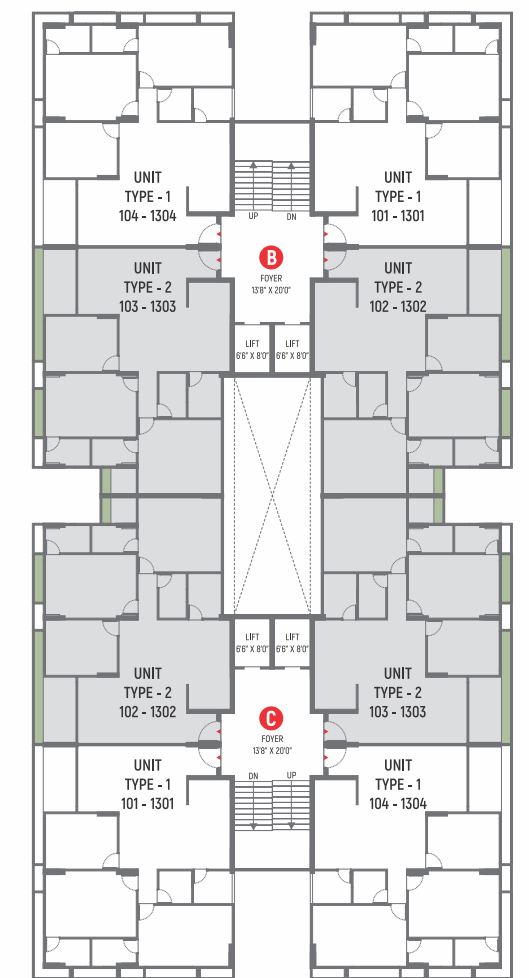 UNIT
TYPE - 1
104 - 1304
UNIT
TYPE - 1
101 - 1301
UP
DN
B
FOYER
13'8" X 20'0"
UNIT
TYPE - 2
103 - 1303
UNIT
TYPE - 2
102 - 1302
LIFT
6'6" X 8'0"
LIFT
6'6" X 8'0"
LIFT
6'6" X 8'0"
LIFT
6'6" X 8'0"
UNIT
TYPE - 2
102 - 1302
UNIT
TYPE - 2
103 - 1303
C
FOYER
13'8" X 20'0"
DN
UP
UNIT
TYPE - 1
101 - 1301
UNIT
TYPE - 1
104 - 1304